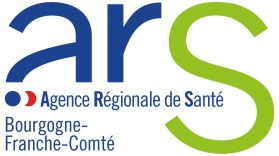 ars
Agence Régionale de Santé
Bourgogne-
Franche-Comté